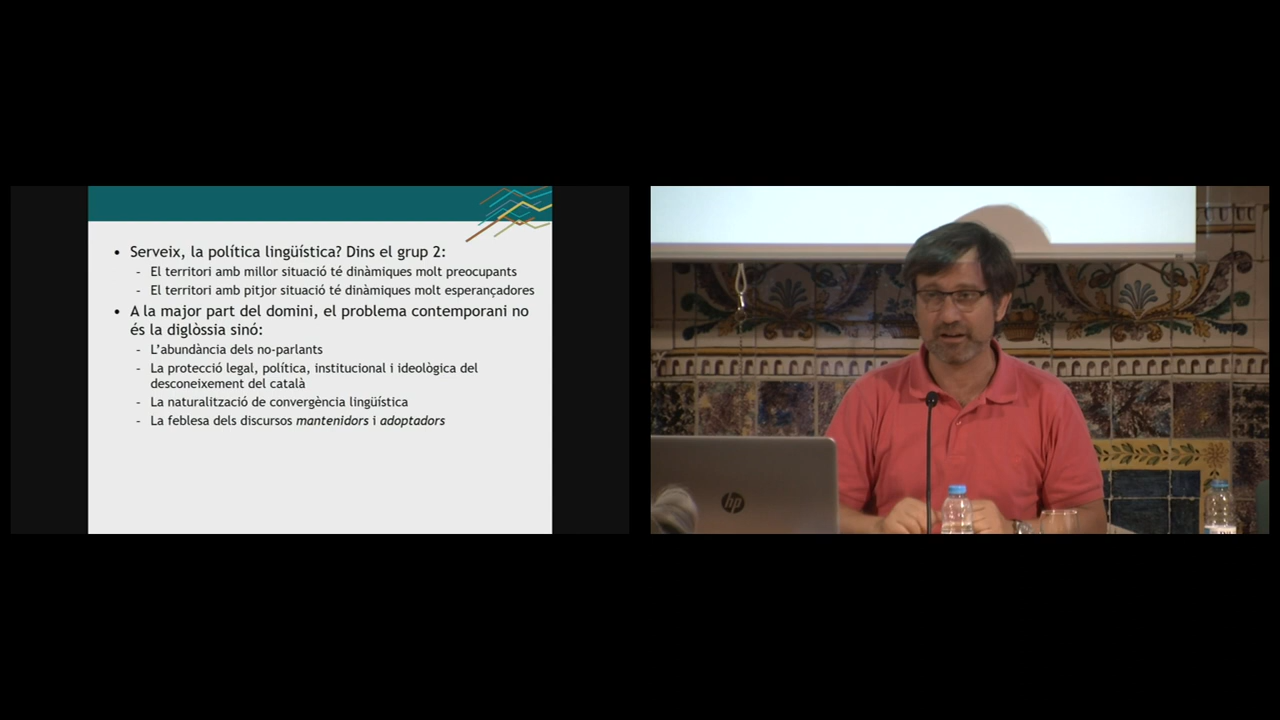 • Serveix, la política lingüística? Dins el grup 2:
- El territori amb millor situació té dinàmiques molt preocupants
- El territori amb pitjor situació té dinàmiques molt esperançadores
• A la major part del domini, el problema contemporani no
és la diglòssia sinó:
- L’abundància dels no-parlants
- La protecció legal, política, institucional i ideològica del
desconeixement del català
- La naturalització de convergència lingüística
- La feblesa dels discursos mantenidors i adoptadors
hp